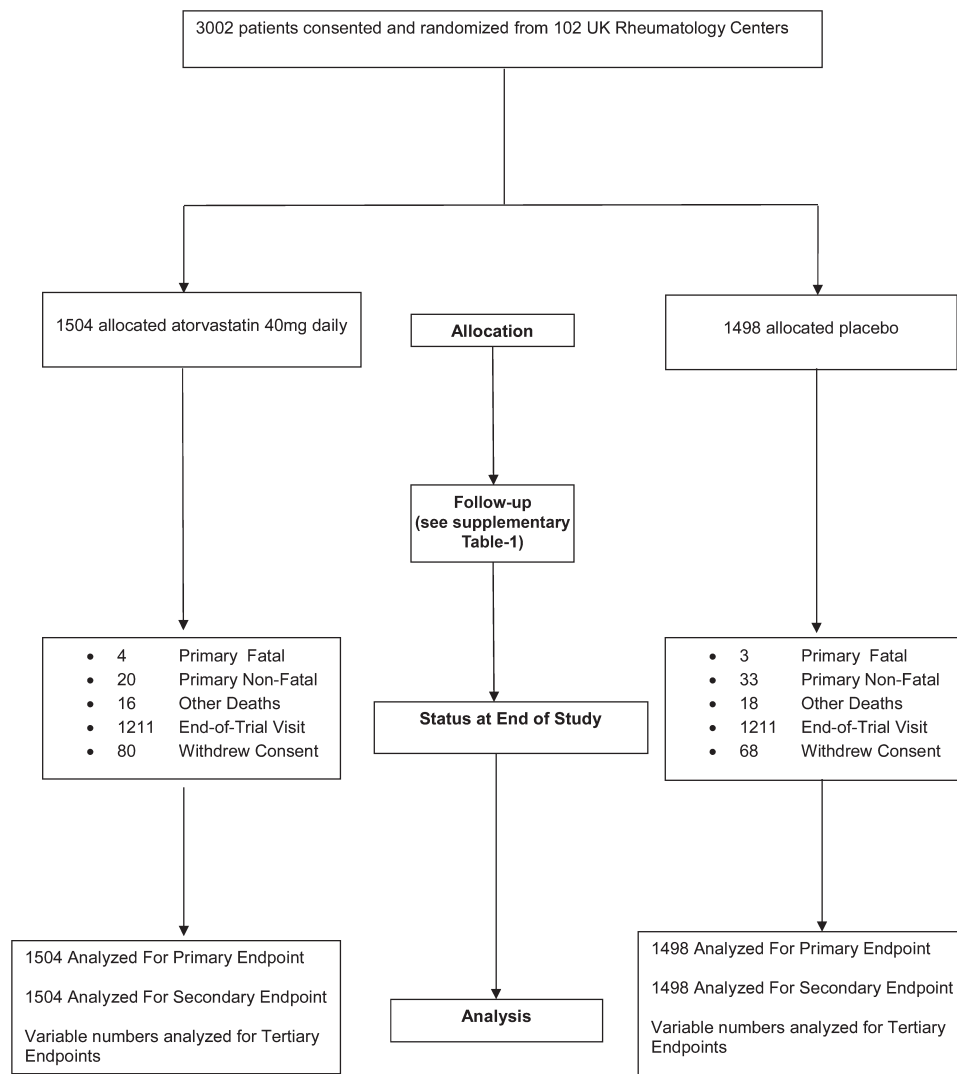 3002 patients consented and randomized from 102 UK Rheumatology Centers
1504 allocated atorvastatin 40mg daily
Allocation
1498 allocated placebo
Follow-up
(see supplementary
Table-1)
• 4 Primary Fatal
• 20 Primary Non-Fatal
• 16 Other Deaths
• 1211 End-of-Trial Visit
• 80 Withdrew Consent
Status at End of Study
• 3 Primary Fatal
• 33 Primary Non-Fatal
• 18 Other Deaths
• 1211 End-of-Trial Visit
• 68 Withdrew Consent
1504 Analyzed For Primary Endpoint
1504 Analyzed For Secondary Endpoint
Variable numbers analyzed for Tertiary
Endpoints
Analysis
1498 Analyzed For Primary Endpoint
1498 Analyzed For Secondary Endpoint
Variable numbers analyzed for Tertiary
Endpoints